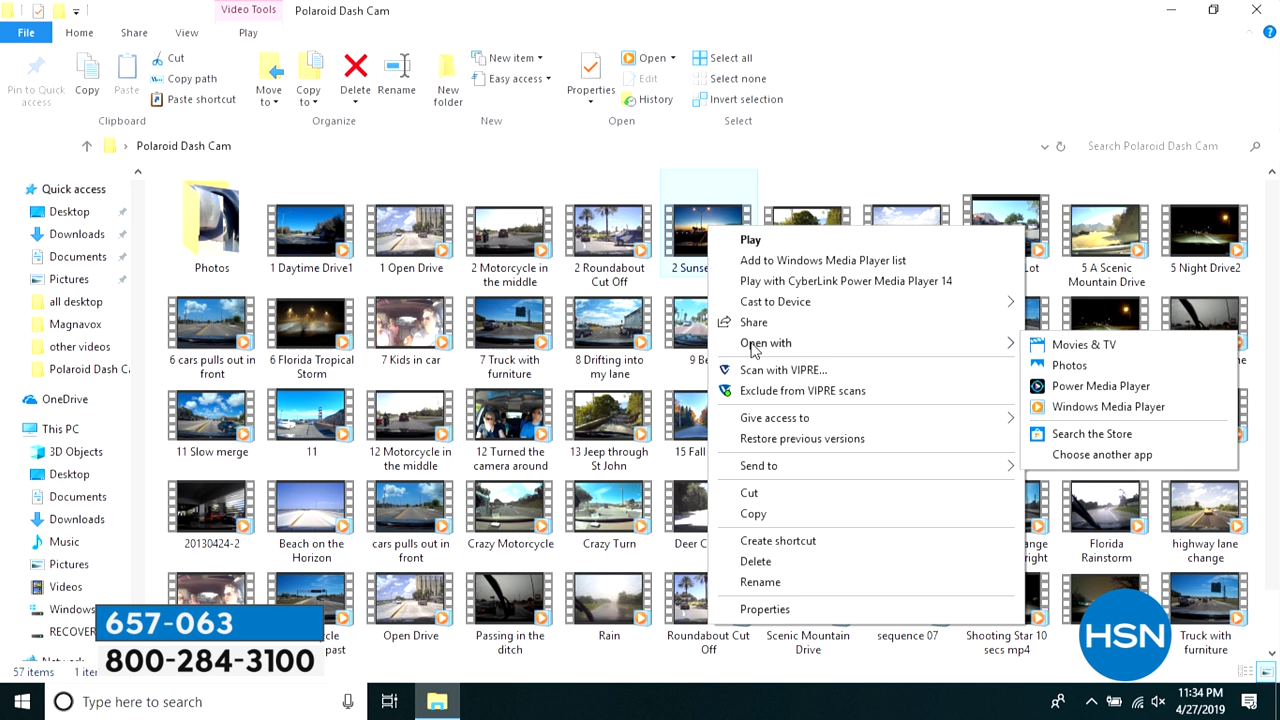 Video Tools
Polaroid Dash Cam
File
Home
Share
View
Play
Pin to Quick
access
Copy
Paste
Cut
Copy path
Paste shortcut
Clipboard
Move
to
Copy
to
Delete
Rename
Organize
New
folder
New item
Easy access
New
Properties
Open
Edit
History
Open
Select all
Select none
Invert selection
Select
Polaroid Dash Cam
Search Polaroid Dash Cam
Quick access
Desktop
Downloads
Documents
Pictures
all desktop
Magnavox
other videos
Polaroid Dash C
OneDrive
This PC
3D Objects
Desktop
Documents
Downloads
Music
Pictures
Videos
Windows
RECOVER
57 items
Photos
1 Daytime Drive1
1 Open Drive
2 Motorcycle in
the middle
2 Roundabout
Cut Off
2 Sunse
Lot
5 A Scenic
Mountain Drive
5 Night Drive2
6 cars pulls out in
front
6 Florida Tropical
Storm
7 Kids in car
7 Truck with
furniture
8 Drifting into
my lane
9 Be
11 Slow merge
11
12 Motorcycle in
the middle
12 Turned the
camera around
13 Jeep through
St John
15 Fall
20130424-2
Beach on the
Horizon
cars pulls out in
front
Crazy Motorcycle
Crazy Turn
Deer C
ange
right
Florida
Rainstorm
highway lane
change
past
Open Drive
Passing in the
ditch
Rain
Roundabout Cut
Off
Scenic Mountain
Drive
sequence 07
Shooting Star 10
secs mp4
Truck with
furniture
Play
Add to Windows Media Player list
Play with CyberLink Power Media Player 14
Cast to Device
Share
Open with
Scan with VIPRE...
Exclude from VIPRE scans
Give access to
Restore previous versions
Send to
Cut
Copy
Create shortcut
Delete
Rename
Properties
Movies & TV
Photos
Power Media Player
Windows Media Player
Search the Store
Choose another app
657-063
800-284-3100
HSN
Type here to search
11:34 PM
4/27/2019